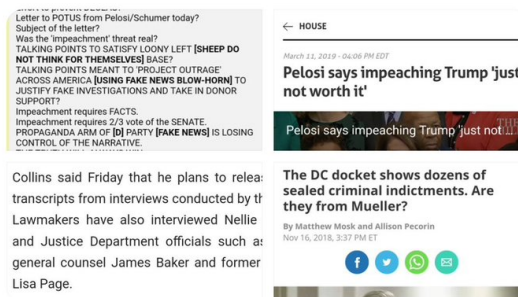 Letter to POTUS from Pelosi/Schumer today?
Subject of the letter?
Was the 'impeachment' threat real?
TALKING POINTS TO SATISFY LOONY LEFT [SHEEP DO
NOT THINK FOR THEMSELVES] BASE?
TALKING POINTS MEANT TO 'PROJECT OUTRAGE'
ACROSS AMERICA [USING FAKE NEWS BLOW-HORN] TO
JUSTIFY FAKE INVESTIGATIONS AND TAKE IN DONOR
SUPPORT?
Impeachment requires FACTS.
Impeachment requires 2/3 vote of the SENATE.
PROPAGANDA ARM OF [D] PARTY [FAKE NEWS] IS LOSING
CONTROL OF THE NARRATIVE.
← HOUSE
March 11, 2019 - 04:06 PM EDT
Pelosi says impeaching Trump 'just
not worth it'
THE
Pelosi says impeaching Trump 'just not ...
Collins said Friday that he plans to releas
transcripts from interviews conducted by th
Lawmakers have also interviewed Nellie
and Justice Department officials such as
general counsel James Baker and former
Lisa Page.
The DC docket shows dozens of
sealed criminal indictments. Are
they from Mueller?
By Matthew Mosk and Allison Pecorin
Nov 16, 2018, 3:37 PM ET